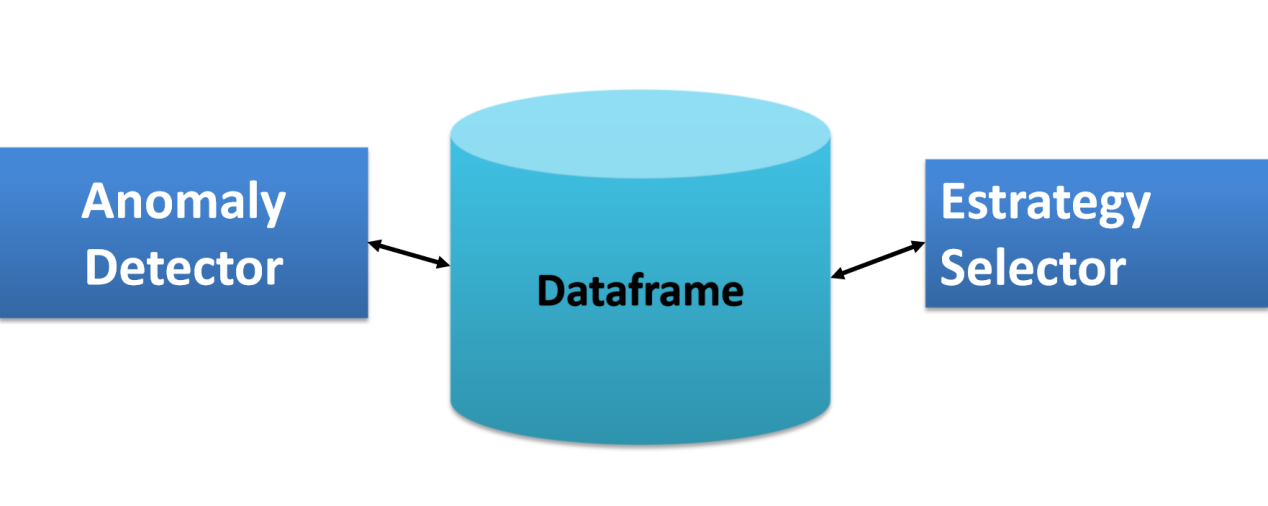 Anomaly
Detector
Dataframe
Estrategy
Selector